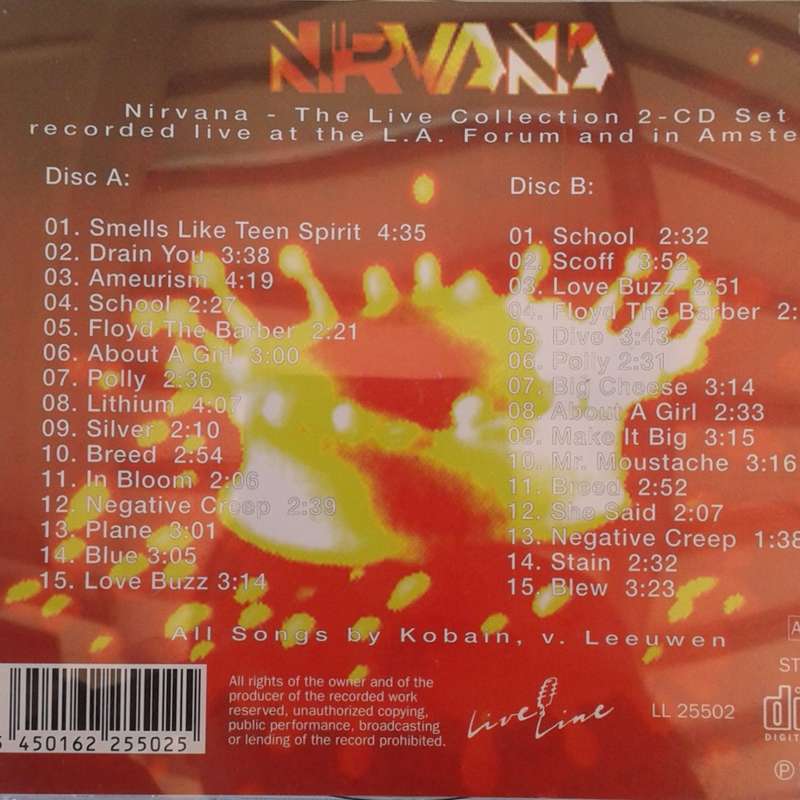 NIRVANA
Nirvana - The Live Collection 2-CD Set
recorded live at the L.A. Forum and in Amste
Disc A:
01. Smells Like Teen Spirit 4:35
02. Drain You 3:38
03. Ameurism 4:19
04. School 2:27
05. Floyd The Barber 2:21
06. About A Girl 3:00
07. Polly 2:36
08. Lithium 4:07
09. Silver 2:10
10. Breed 2:54
11. In Bloom 2:06
12. Negative Creep 2:39
13. Plane 3:01
14. Blue 3:05
15. Love Buzz 3:14
Disc B:
01. School 2:32
02. Scoff 3:52
03. Love Buzz 2:51
04. Floyd The Barber 2:
05. Dive 3:43
06. Polly 2:31
07. Big Cheese 3:14
08. About A Girl 2:33
09. Make It Big 3:15
10. Mr. Moustache 3:16
11. Breed 2:52
12. She Said 2:07
13. Negative Creep 1:38
14. Stain 2:32
15. Blew 3:23
All Songs by Kobain, v. Leeuwen
All rights of the owner and of the
producer of the recorded work
reserved, unauthorized copying,
public performance, broadcasting
or lending of the record prohibited.
Live Line
LL 25502
450162 255025
A
ST
DIGIT
℗